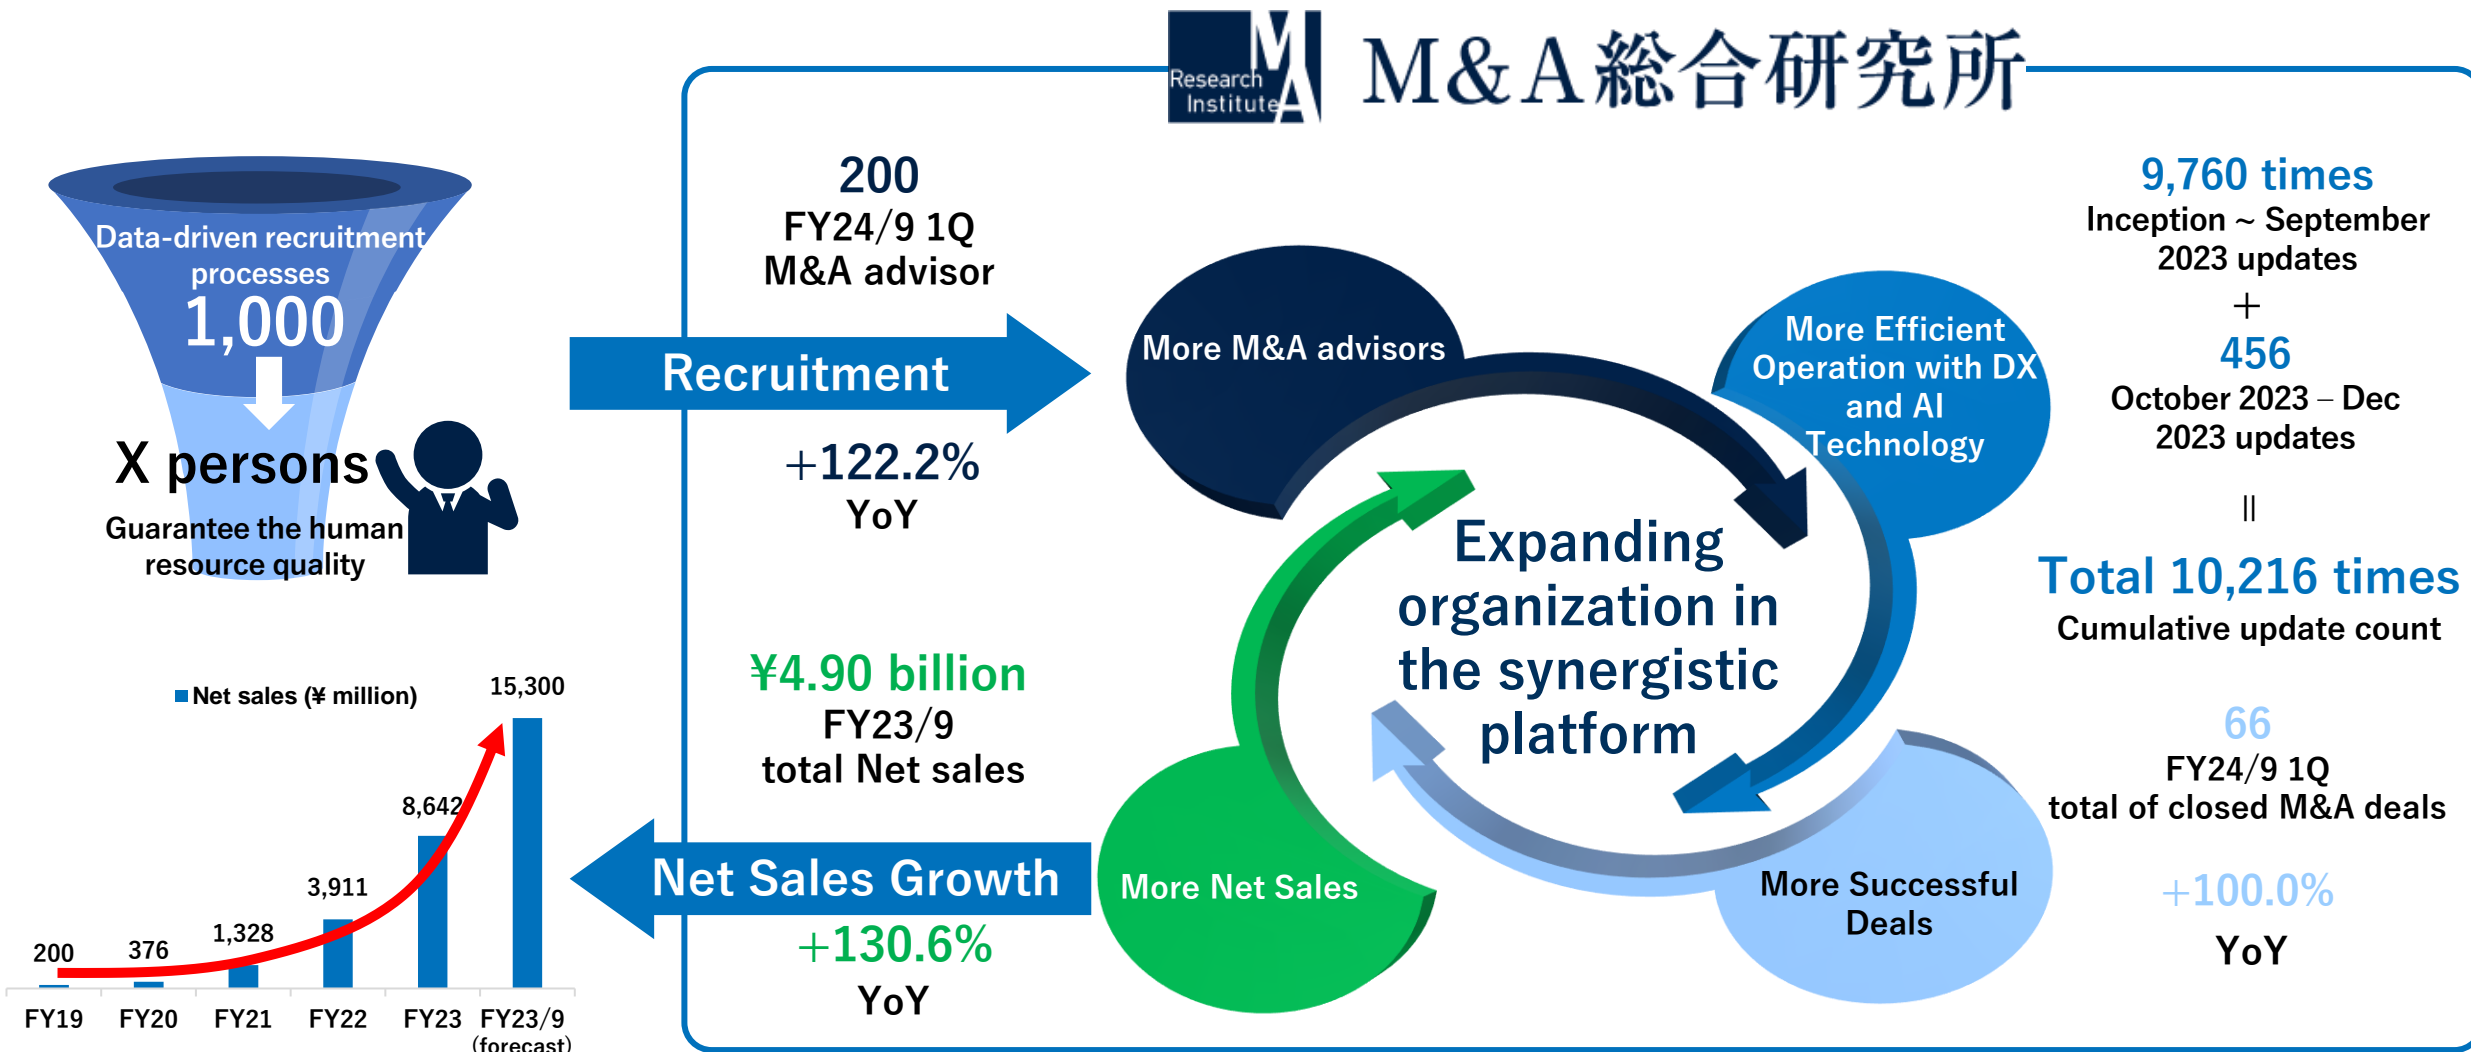 Research
Institute
MA
M&A総合研究所
Data-driven recruitment
processes
1,000
X persons
Guarantee the human
resource quality
200
FY24/9 1Q
M&A advisor
Recruitment
+122.2%
YoY
More M&A advisors
More Efficient
Operation with DX
and AI
Technology
9,760 times
Inception ~ September
2023 updates
+
456
October 2023 – Dec
2023 updates
=
Total 10,216 times
Cumulative update count
Expanding
organization in
the synergistic
platform
¥4.90 billion
FY23/9
total Net sales
Net Sales Growth
+130.6%
YoY
More Net Sales
More Successful
Deals
66
FY24/9 1Q
total of closed M&A deals
+100.0%
YoY
Net sales (¥ million)
200
376
1,328
3,911
8,642
15,300
FY19
FY20
FY21
FY22
FY23
FY23/9
(forecast)